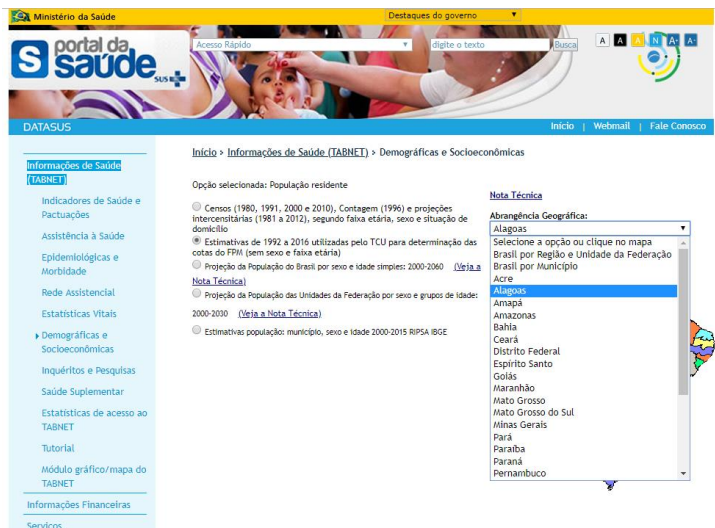 Ministério da Saúde
Destaques do governo
portal da
saúde
S
SUS
Acesso Rápido
digite o texto
Busca
A A A N A+ A-
DATASUS
Início | Webmail | Fale Conosco
Informações de Saúde
(TABNET)
Indicadores de Saúde e
Pactuações
Assistência à Saúde
Epidemiológicas e
Morbidade
Rede Assistencial
Estatísticas Vitais
Demográficas e
Socioeconômicas
Inquéritos e Pesquisas
Saúde Suplementar
Estatísticas de acesso ao
TABNET
Tutorial
Módulo gráfico/mapa do
TABNET
Informações Financeiras
Serviços
Início > Informações de Saúde (TABNET) > Demográficas e Socioeconômicas
Opção selecionada: População residente
Censos (1980, 1991, 2000 e 2010), Contagem (1996) e projeções
intercensitárias (1981 a 2012), segundo faixa etária, sexo e situação de
domicílio
Estimativas de 1992 a 2016 utilizadas pelo TCU para determinação das
cotas do FPM (sem sexo e faixa etária)
Projeção da População do Brasil por sexo e idade simples: 2000-2060 (Veja a
Nota Técnica)
Projeção da População das Unidades da Federação por sexo e grupos de idade:
2000-2030 (Veja a Nota Técnica)
Estimativas população: município, sexo e idade 2000-2015 RIPSA IBGE
Nota Técnica
Abrangência Geográfica:
Alagoas
Selecione a opção ou clique no mapa
Brasil por Região e Unidade da Federação
Brasil por Município
Acre
Alagoas
Amapá
Amazonas
Bahia
Ceará
Distrito Federal
Espírito Santo
Goiás
Maranhão
Mato Grosso
Mato Grosso do Sul
Minas Gerais
Pará
Paraíba
Paraná
Pernambuco